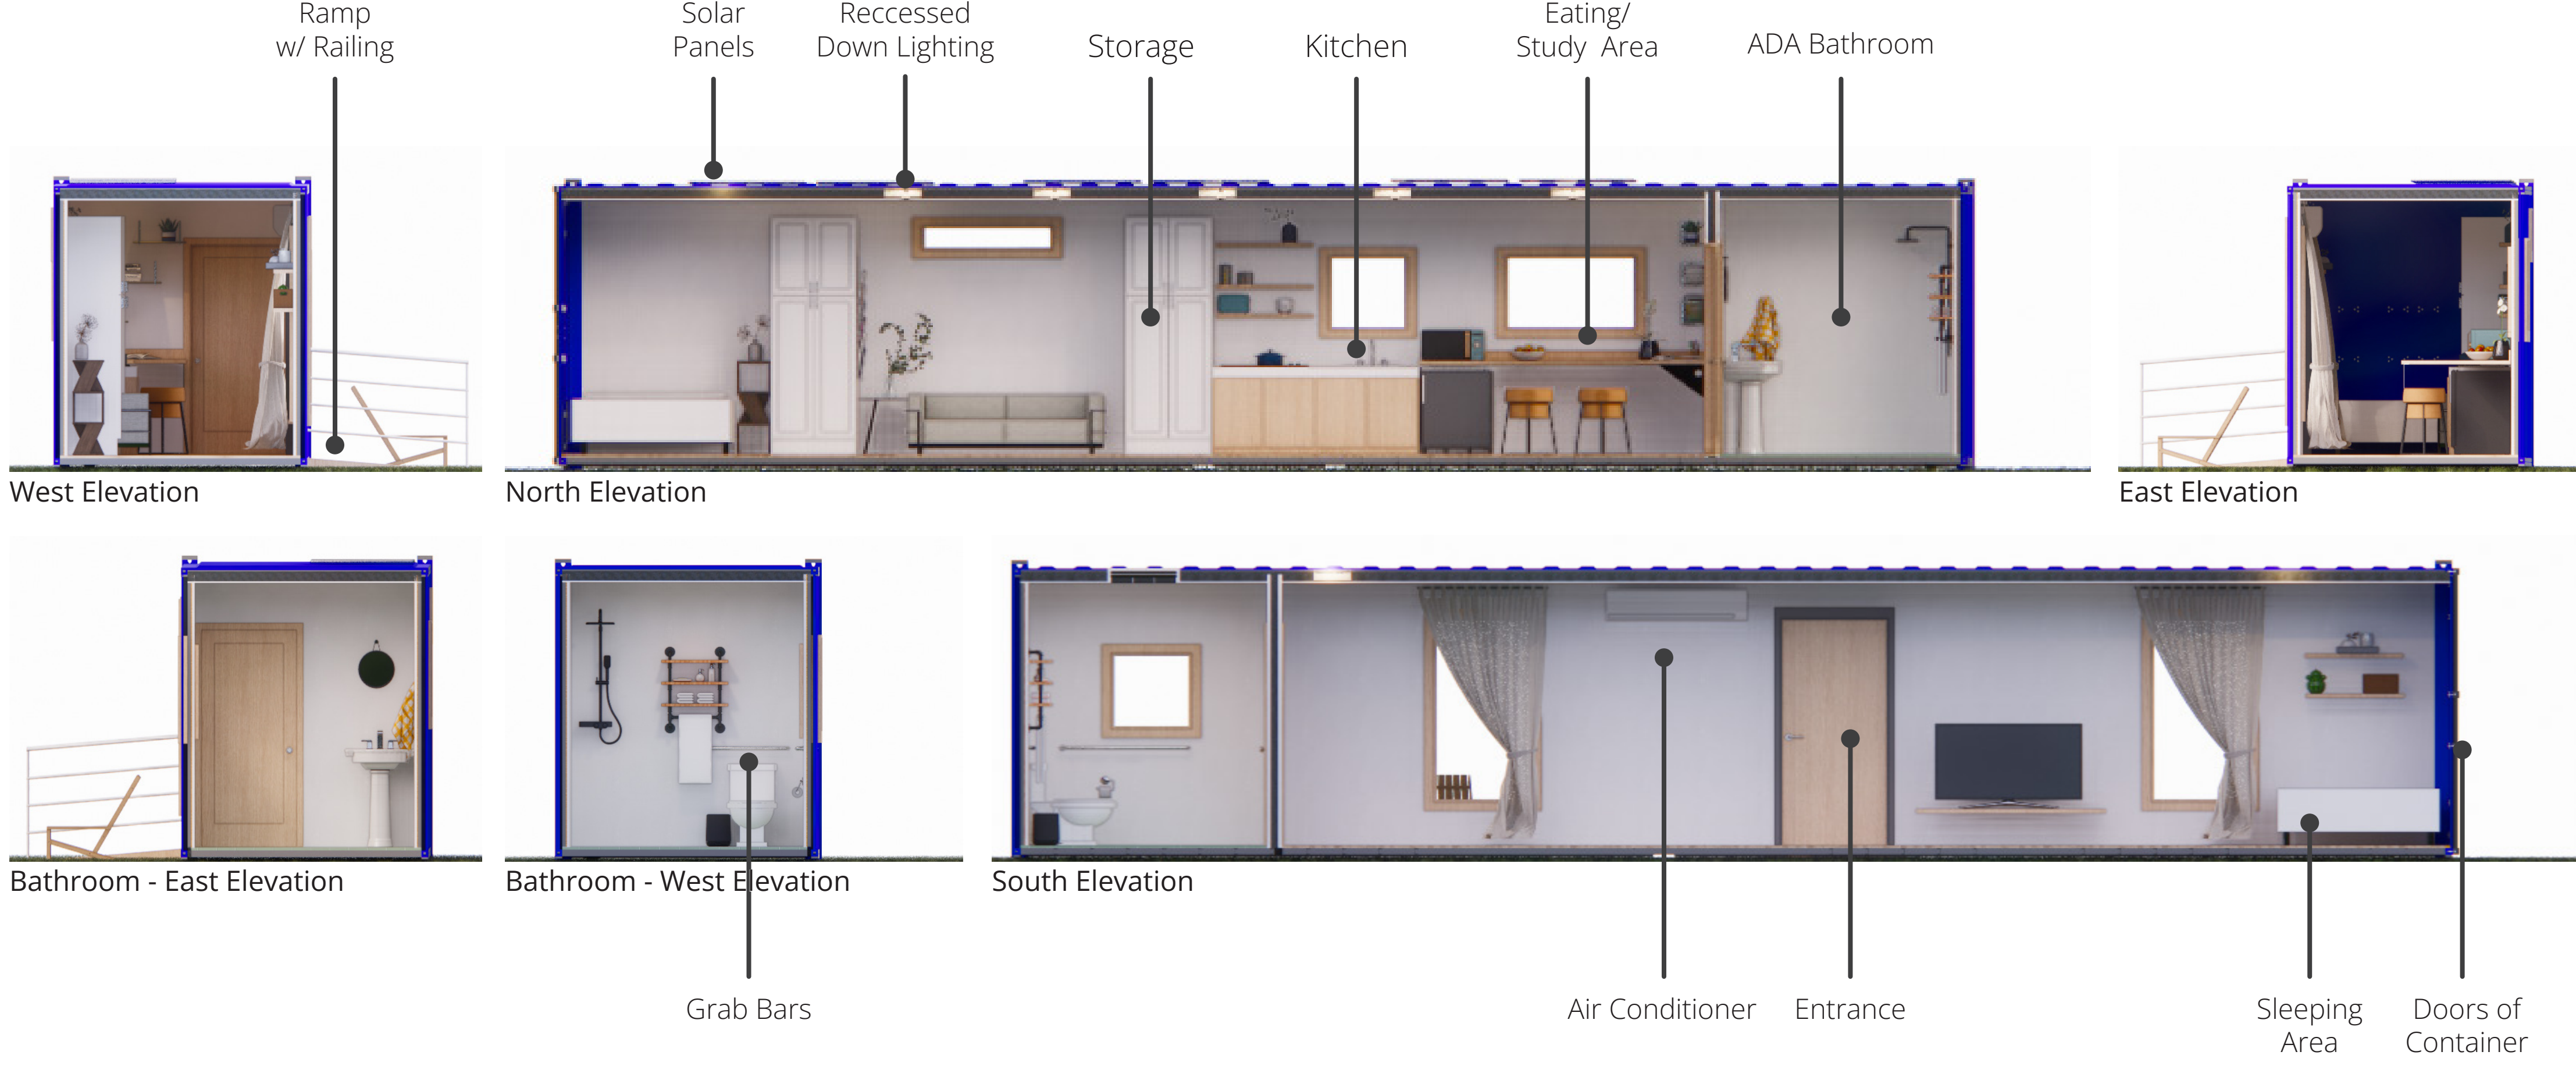 Ramp
w/ Railing
Solar
Panels
Reccessed
Down Lighting
Storage
Kitchen
Eating/
Study Area
ADA Bathroom
West Elevation
North Elevation
East Elevation
Bathroom - East Elevation
Bathroom - West Elevation
South Elevation
Grab Bars
Air Conditioner
Entrance
Sleeping
Area
Doors of
Container